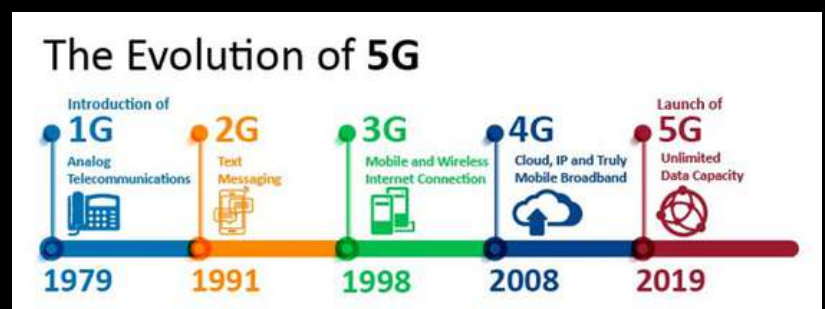 The Evolution of 5G
Introduction of
1G
Analog
Telecommunications
1979
2G
Text
Messaging
1991
3G
Mobile and Wireless
Internet Connection
1998
4G
Cloud, IP and Truly
Mobile Broadband
2008
Launch of
5G
Unlimited
Data Capacity
2019